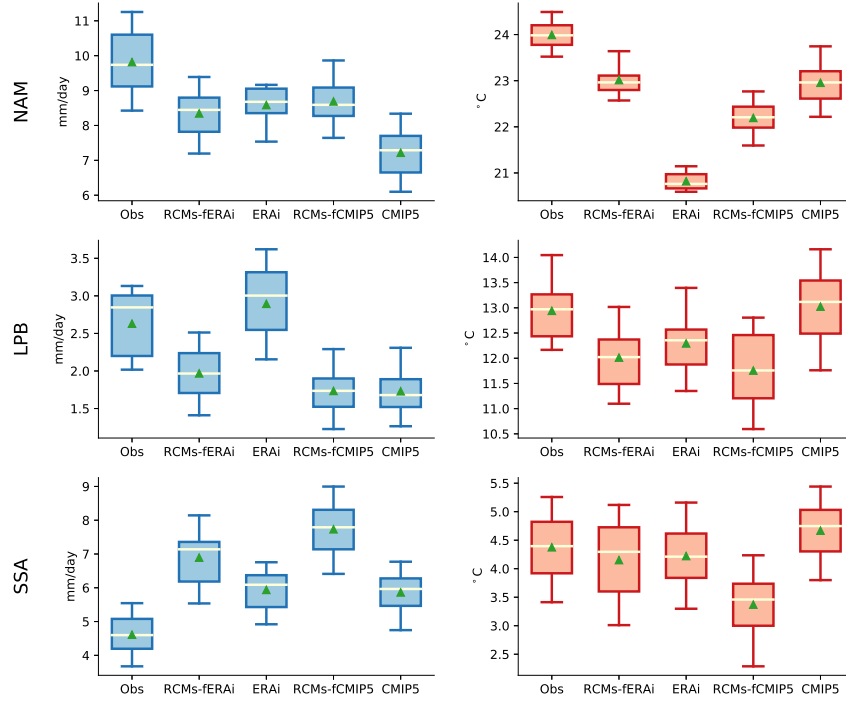 NAM
mm/day
11
10
9
8
7
6
Obs RCMs-fERAi ERAi RCMs-fCMIP5 CMIP5
°C
24
23
22
21
Obs RCMs-fERAi ERAi RCMs-fCMIP5 CMIP5
LPB
mm/day
3.5
3.0
2.5
2.0
1.5
Obs RCMs-fERAi ERAi RCMs-fCMIP5 CMIP5
°C
14.0
13.5
13.0
12.5
12.0
11.5
11.0
10.5
Obs RCMs-fERAi ERAi RCMs-fCMIP5 CMIP5
SSA
mm/day
9
8
7
6
5
4
Obs RCMs-fERAi ERAi RCMs-fCMIP5 CMIP5
°C
5.5
5.0
4.5
4.0
3.5
3.0
2.5
Obs RCMs-fERAi ERAi RCMs-fCMIP5 CMIP5